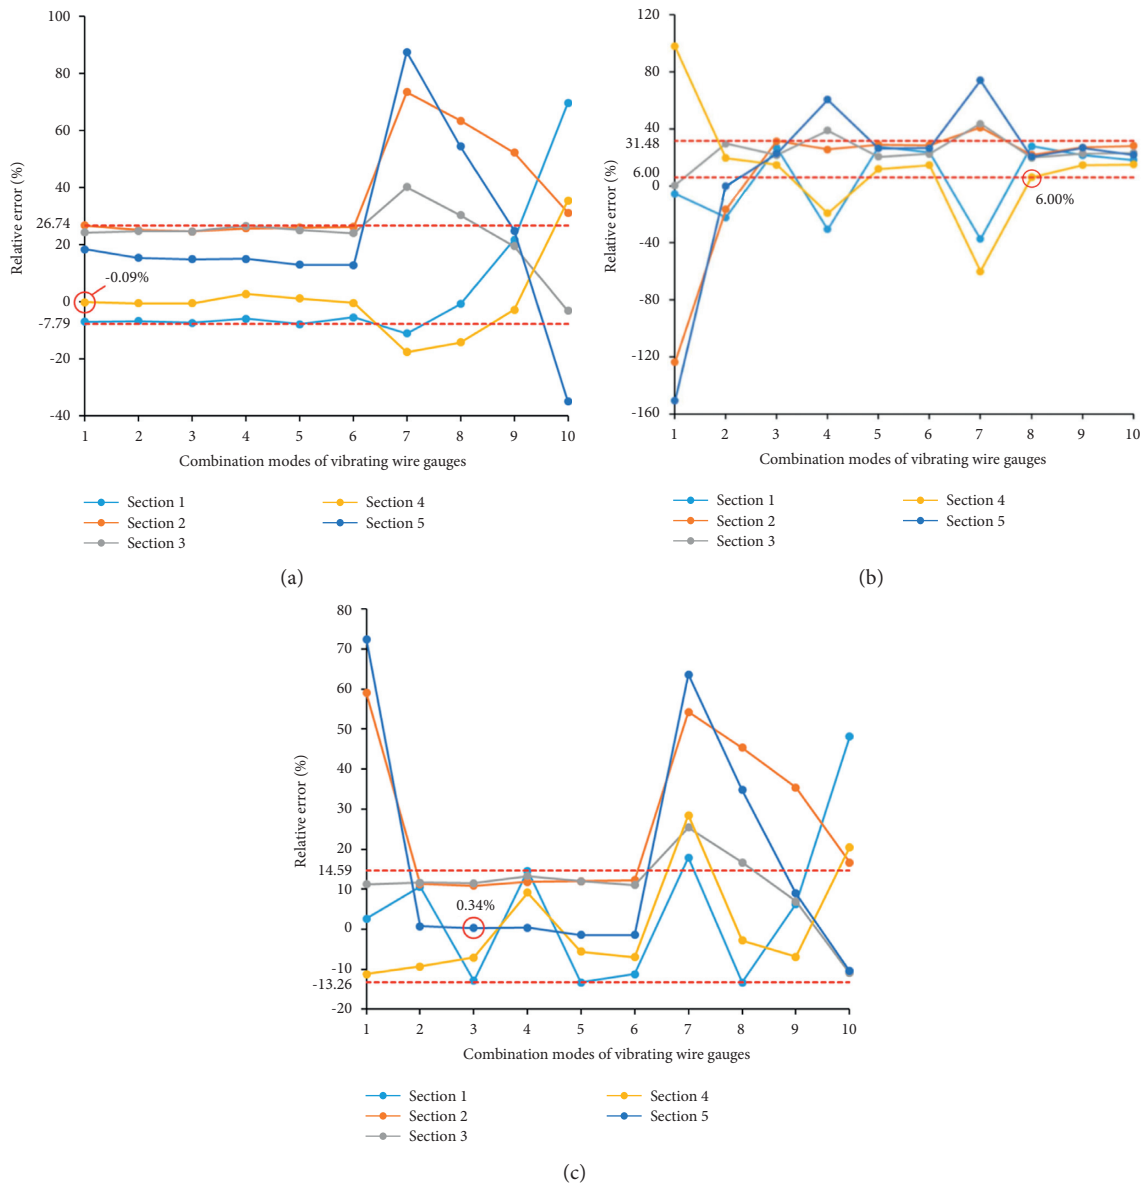 100
80
60
40
26.74
20
0
-7.79
-20
-40
Relative error (%)
-0.09%
1 2 3 4 5 6 7 8 9 10
Combination modes of vibrating wire gauges
Section 1
Section 2
Section 3
Section 4
Section 5
(a)
120
80
40
31.48
6.00
0
-40
-80
-120
-160
Relative error (%)
6.00%
1 2 3 4 5 6 7 8 9 10
Combination modes of vibrating wire gauges
Section 1
Section 2
Section 3
Section 4
Section 5
(b)
80
70
60
50
40
30
20
14.59
10
0
-10
-13.26
-20
Relative error (%)
0.34%
1 2 3 4 5 6 7 8 9 10
Combination modes of vibrating wire gauges
Section 1
Section 2
Section 3
Section 4
Section 5
(c)